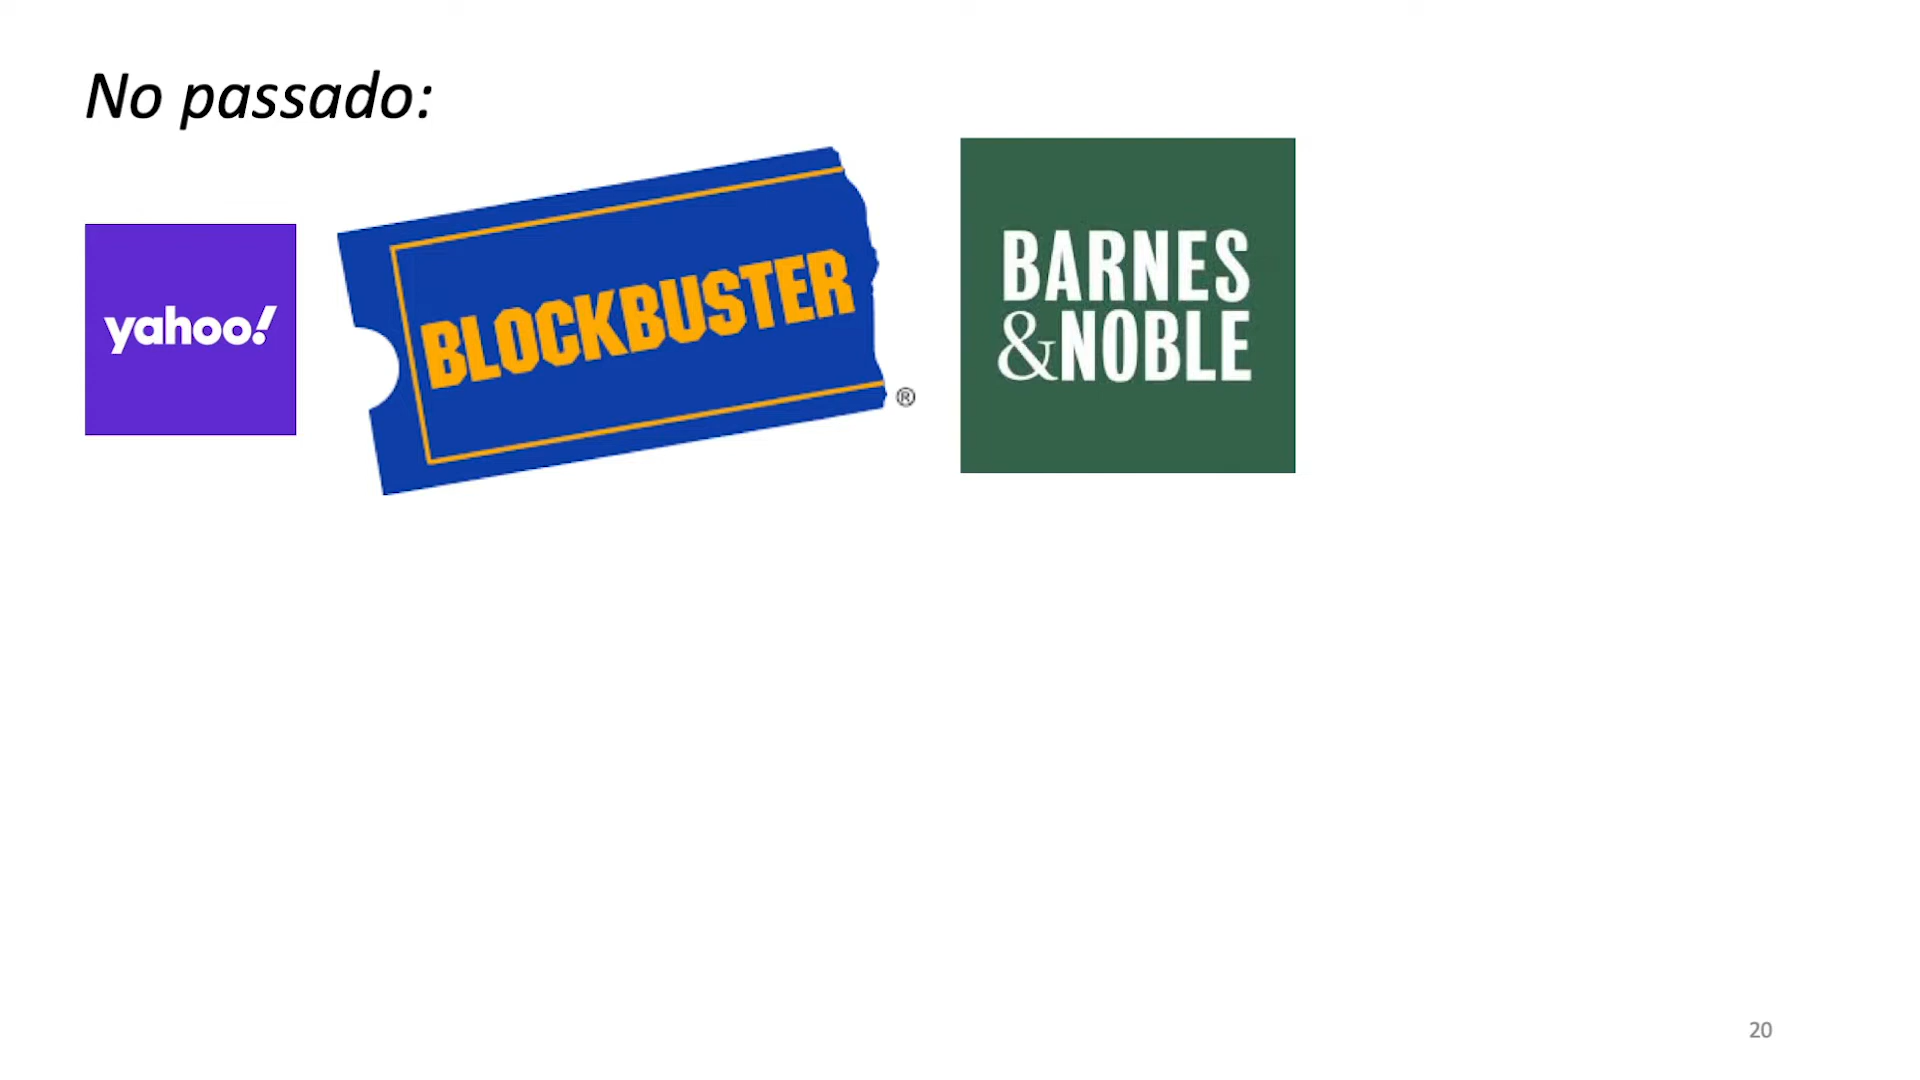 No passado:
yahoo!
BLOCKBUSTER
®
BARNES
&NOBLE
20